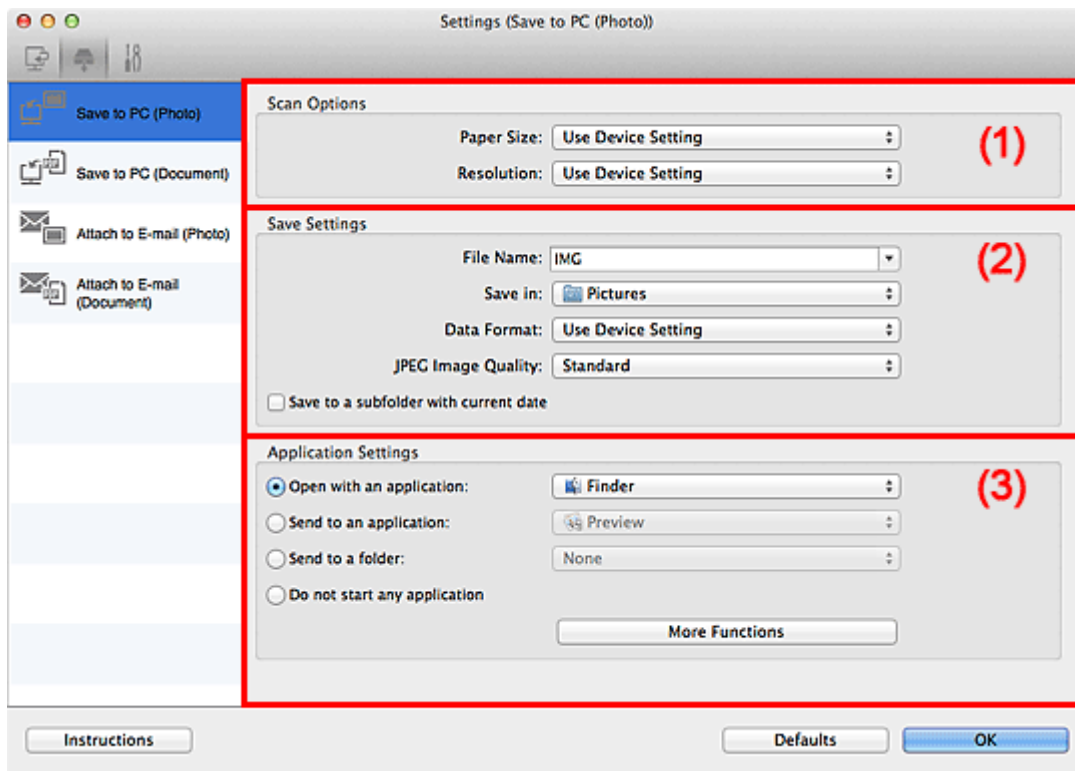 Settings (Save to PC (Photo))
Save to PC (Photo)
Save to PC (Document)
Attach to E-mail (Photo)
Attach to E-mail
(Document)
Scan Options
Paper Size: Use Device Setting
Resolution: Use Device Setting
(1)
Save Settings
File Name: IMG
Save in: Pictures
Data Format: Use Device Setting
JPEG Image Quality: Standard
Save to a subfolder with current date
(2)
Application Settings
Open with an application: Finder
Send to an application: Preview
Send to a folder: None
Do not start any application
More Functions
(3)
Instructions
Defaults
OK